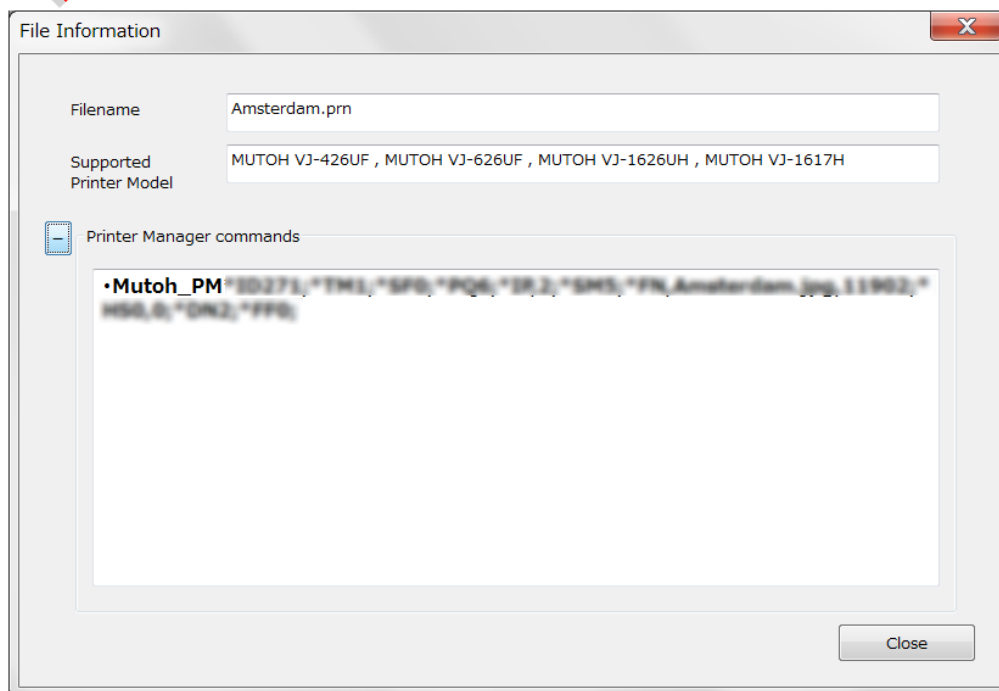 File Information
Filename
Amsterdam.prn
Supported
Printer Model
MUTOH VJ-426UF , MUTOH VJ-626UF , MUTOH VJ-1626UH , MUTOH VJ-1617H
Printer Manager commands
•Mutoh_PM
Close